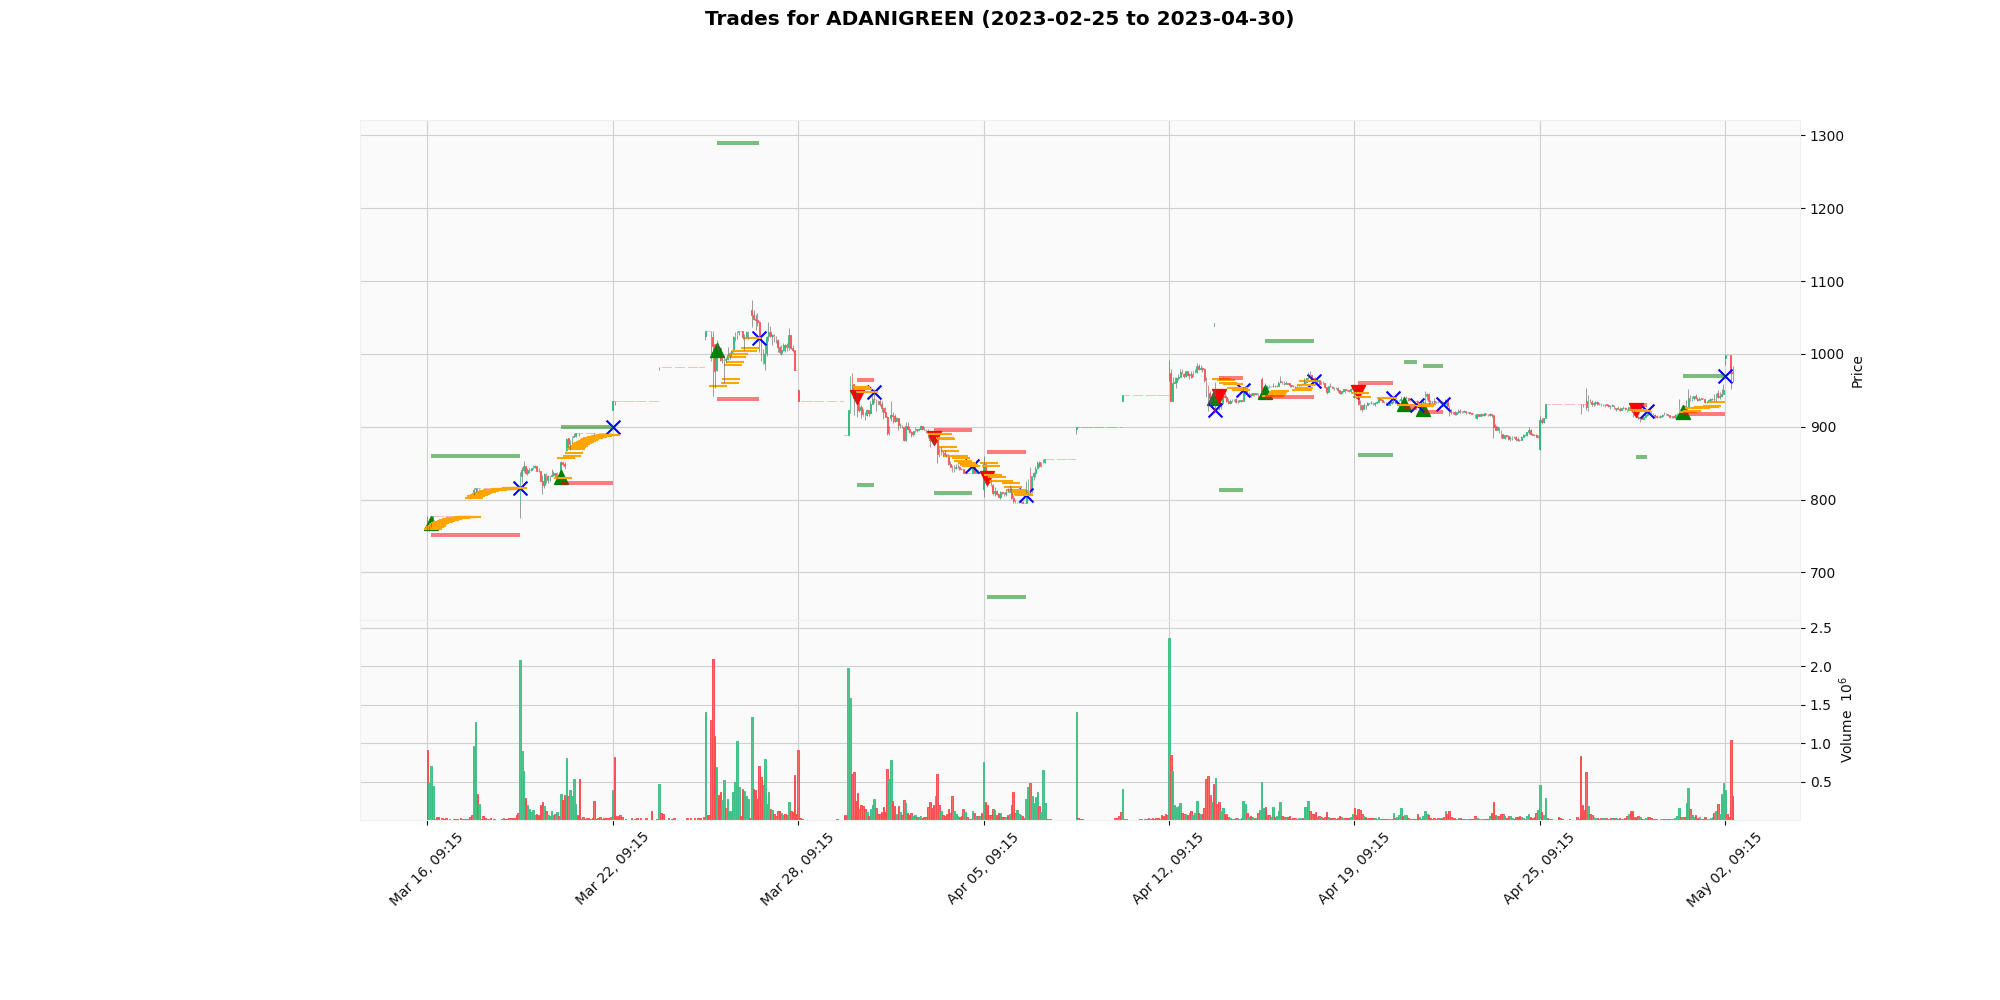 Trades for ADANIGREEN (2023-02-25 to 2023-04-30)
1300
1200
1100
1000
900
800
700
Price
2.5
2.0
1.5
1.0
0.5
Volume 10^6
Mar 16, 09:15
Mar 22, 09:15
Mar 28, 09:15
Apr 05, 09:15
Apr 12, 09:15
Apr 19, 09:15
Apr 25, 09:15
May 02, 09:15